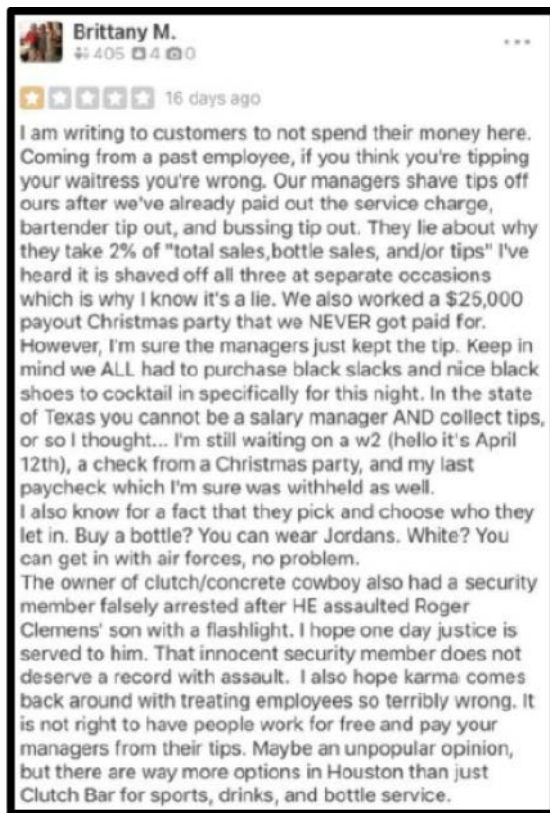 Brittany M.
405 4 0
16 days ago
I am writing to customers to not spend their money here.
Coming from a past employee, if you think you're tipping
your waitress you're wrong. Our managers shave tips off
ours after we've already paid out the service charge,
bartender tip out, and bussing tip out. They lie about why
they take 2% of "total sales,bottle sales, and/or tips" I've
heard it is shaved off all three at separate occasions
which is why I know it's a lie. We also worked a $25,000
payout Christmas party that we NEVER got paid for.
However, I'm sure the managers just kept the tip. Keep in
mind we ALL had to purchase black slacks and nice black
shoes to cocktail in specifically for this night. In the state
of Texas you cannot be a salary manager AND collect tips,
or so I thought... I'm still waiting on a w2 (hello it's April
12th), a check from a Christmas party, and my last
paycheck which I'm sure was withheld as well.
I also know for a fact that they pick and choose who they
let in. Buy a bottle? You can wear Jordans. White? You
can get in with air forces, no problem.
The owner of clutch/concrete cowboy also had a security
member falsely arrested after HE assaulted Roger
Clemens' son with a flashlight. I hope one day justice is
served to him. That innocent security member does not
deserve a record with assault. I also hope karma comes
back around with treating employees so terribly wrong. It
is not right to have people work for free and pay your
managers from their tips. Maybe an unpopular opinion,
but there are way more options in Houston than just
Clutch Bar for sports, drinks, and bottle service.